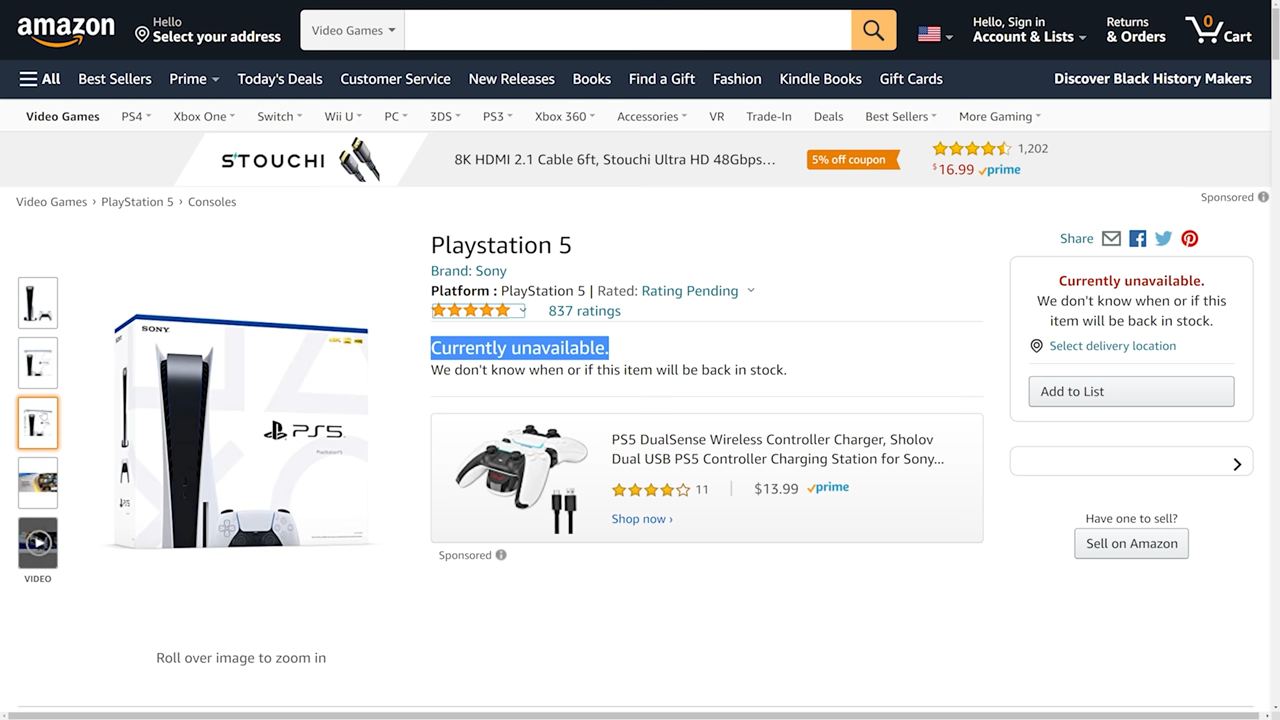 amazon
Hello
Select your address
Video Games
Hello, Sign in
Account & Lists
Returns
& Orders
0
Cart
All
Best Sellers
Prime
Today's Deals
Customer Service
New Releases
Books
Find a Gift
Fashion
Kindle Books
Gift Cards
Discover Black History Makers
Video Games
PS4
Xbox One
Switch
Wii U
PC
3DS
PS3
Xbox 360
Accessories
VR
Trade-In
Deals
Best Sellers
More Gaming
STOUCHI
8K HDMI 2.1 Cable 6ft, Stouchi Ultra HD 48Gbps...
5% off coupon
1,202
$16.99 prime
Sponsored
Video Games › PlayStation 5 › Consoles
SONY
PS5
PlayStation 5
VIDEO
Roll over image to zoom in
Playstation 5
Brand: Sony
Platform : PlayStation 5 | Rated: Rating Pending
837 ratings
Currently unavailable.
We don't know when or if this item will be back in stock.
PS5 DualSense Wireless Controller Charger, Sholov
Dual USB PS5 Controller Charging Station for Sony...
11
$13.99 prime
Shop now ›
Sponsored
Share
Currently unavailable.
We don't know when or if this
item will be back in stock.
Select delivery location
Add to List
Have one to sell?
Sell on Amazon